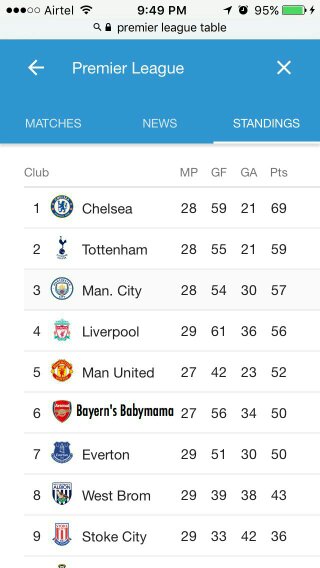 Airtel 9:49 PM 95%
premier league table
Premier League
MATCHES NEWS STANDINGS
Club MP GF GA Pts
1 Chelsea 28 59 21 69
2 Tottenham 28 55 21 59
3 Man. City 28 54 30 57
4 Liverpool 29 61 36 56
5 Man United 27 42 23 52
6 Arsenal Bayern's Babymama 27 56 34 50
7 Everton 29 51 30 50
8 ALBION West Brom 29 39 38 43
9 STOKE CITY Stoke City 29 33 42 36